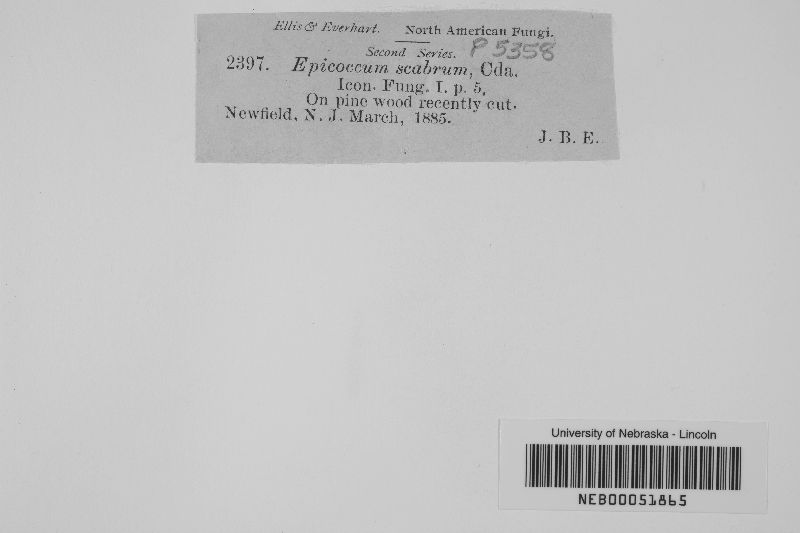 Ellis & Everhart. North American Fungi.
Second Series. P 5358
2397. Epicoccum scabrum, Cda.
Icon. Fung. I. p. 5.
On pine wood recently cut.
Newfield, N. J. March, 1885.
J. B. E.
University of Nebraska - Lincoln
NEB00051865